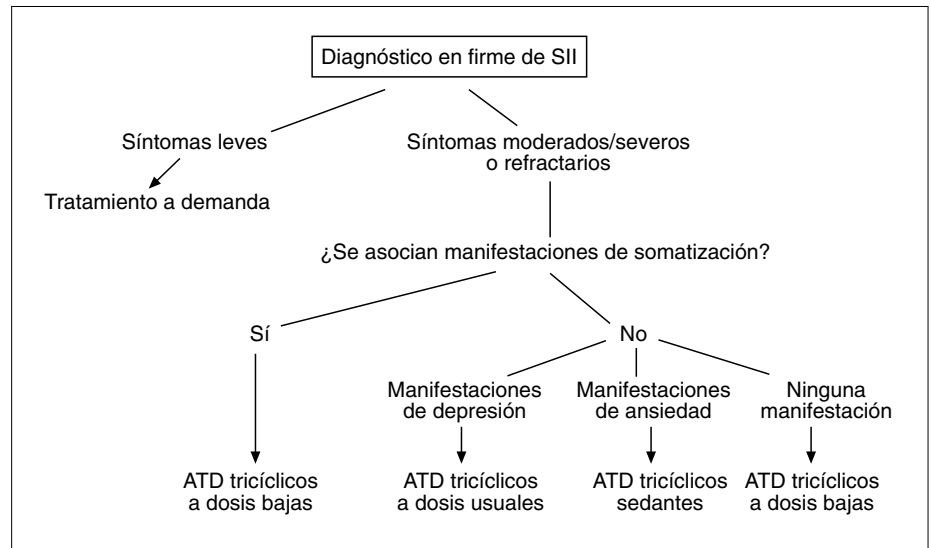 Diagnóstico en firme de SII
Síntomas leves
Síntomas moderados/severos
o refractarios
Tratamiento a demanda
¿Se asocian manifestaciones de somatización?
Sí
No
Manifestaciones
de depresión
Manifestaciones
de ansiedad
Ninguna
manifestación
ATD tricíclicos
a dosis bajas
ATD tricíclicos
a dosis usuales
ATD tricíclicos
sedantes
ATD tricíclicos
a dosis bajas